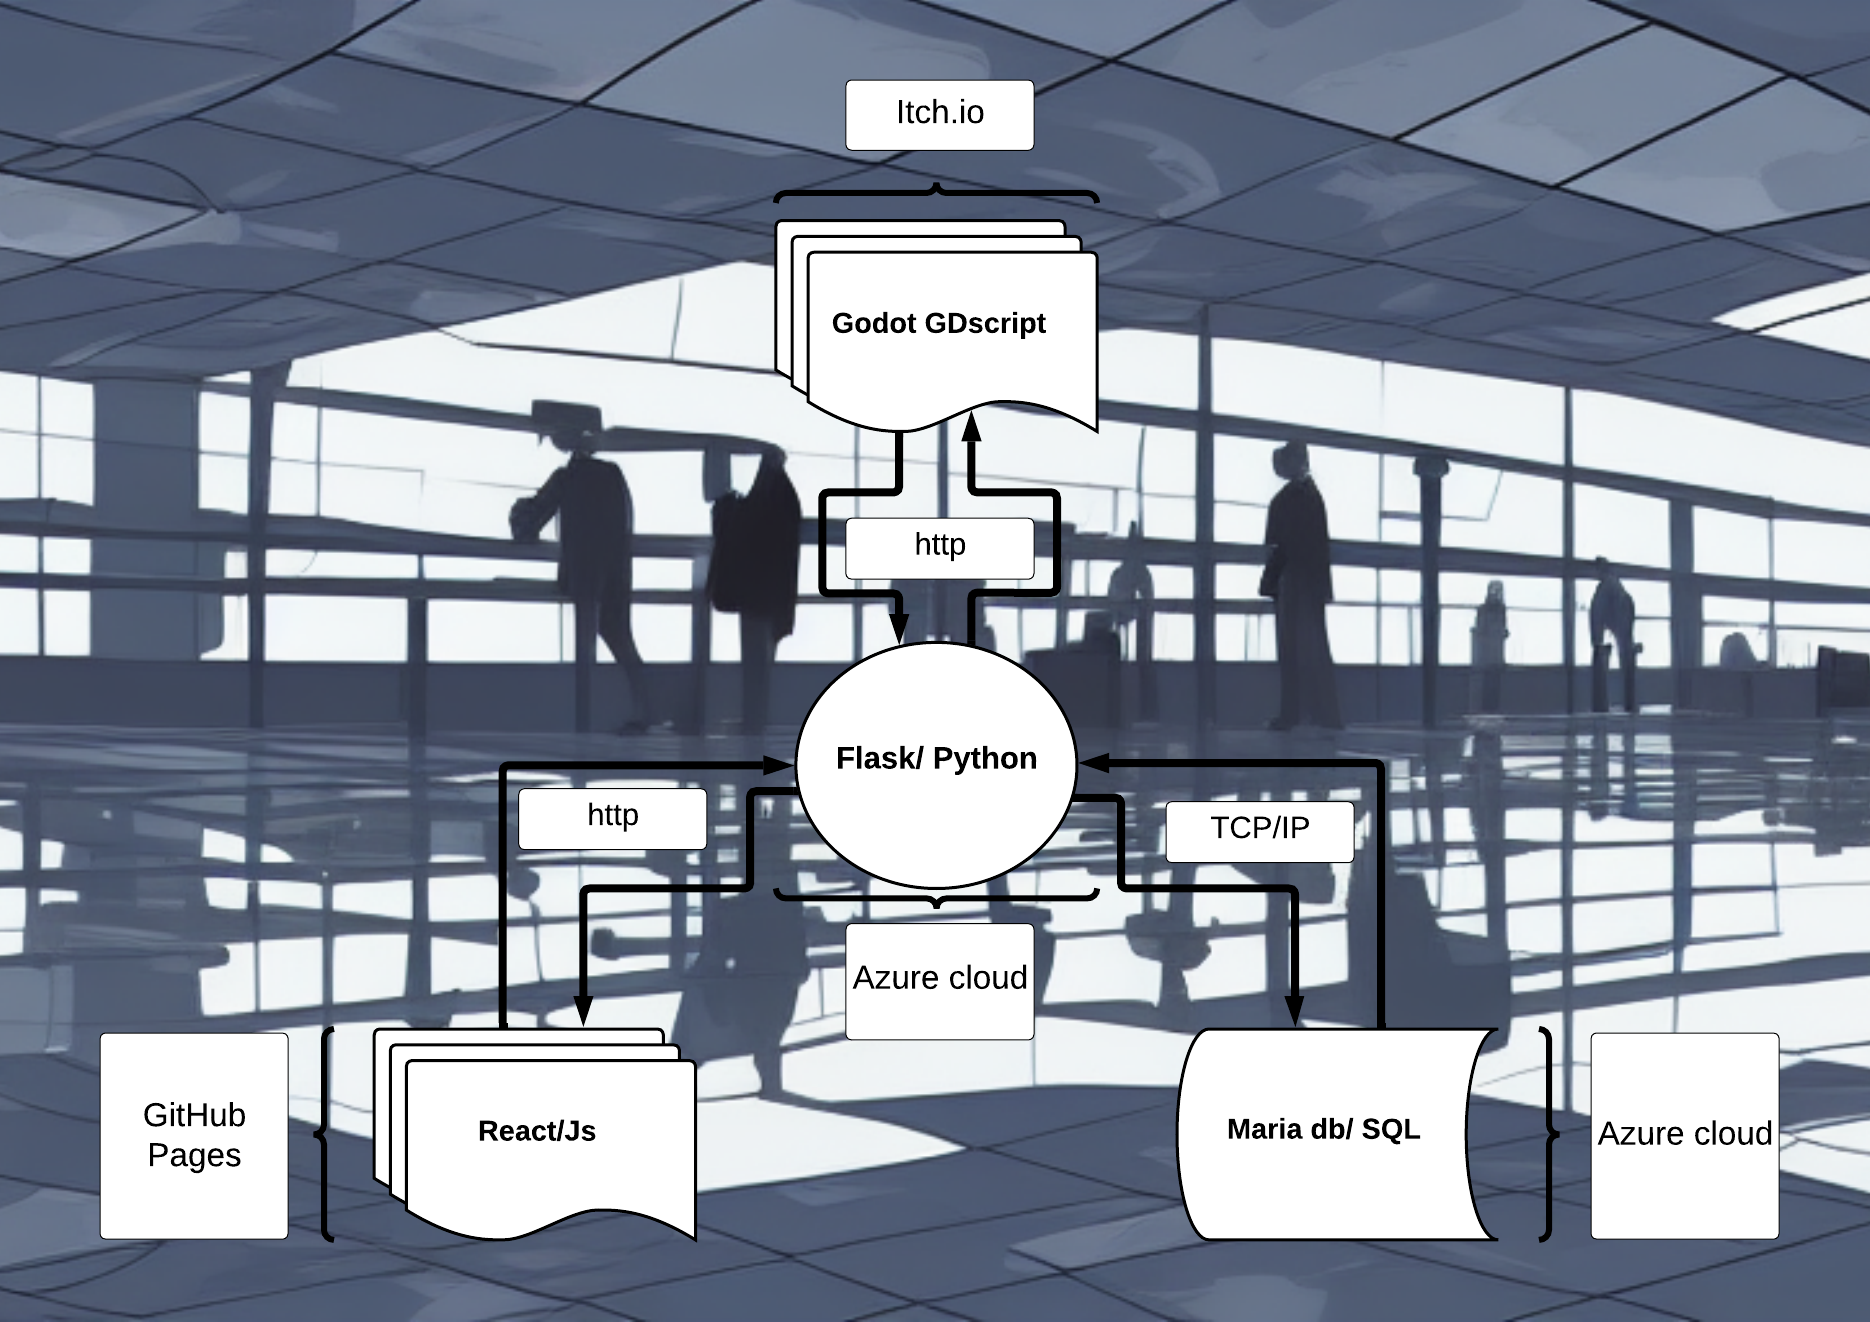 Itch.io
Godot GDscript
http
Flask/ Python
http
TCP/IP
Azure cloud
GitHub
Pages
React/Js
Maria db/ SQL
Azure cloud